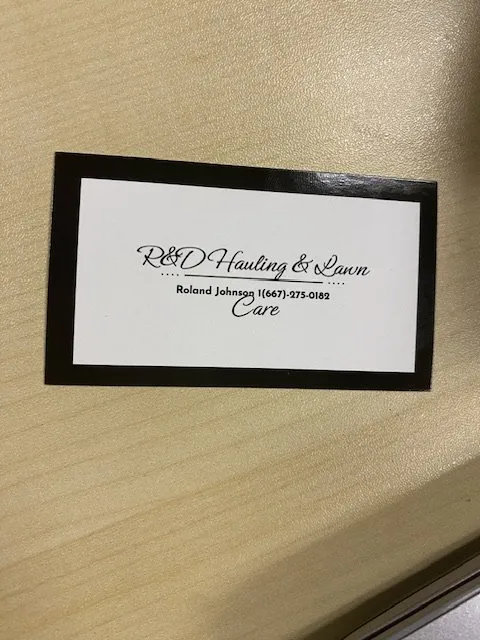 R&D Hauling & Lawn
Roland Johnson 1(667)-275-0182
Care